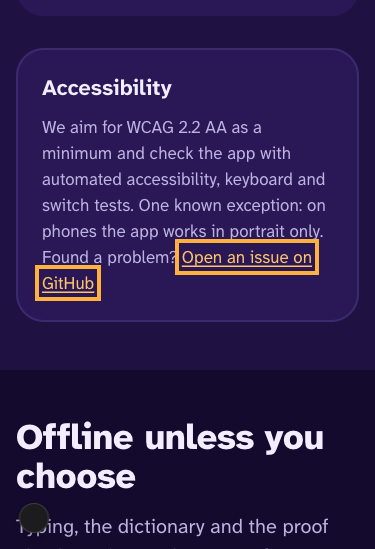 Accessibility
We aim for WCAG 2.2 AA as a
minimum and check the app with
automated accessibility, keyboard and
switch tests. One known exception: on
phones the app works in portrait only.
Found a problem? Open an issue on
GitHub
Offline unless you
choose
Typing, the dictionary and the proof